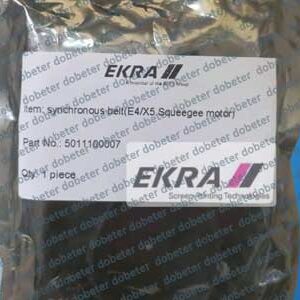 EKRA
Item: synchronous belt(E4/X5 Squeegee motor)
Part No.: 5011100007
Qty: 1 piece
EKRA
Screen Printing Technologies
dobeter dobeter dobeter dobeter